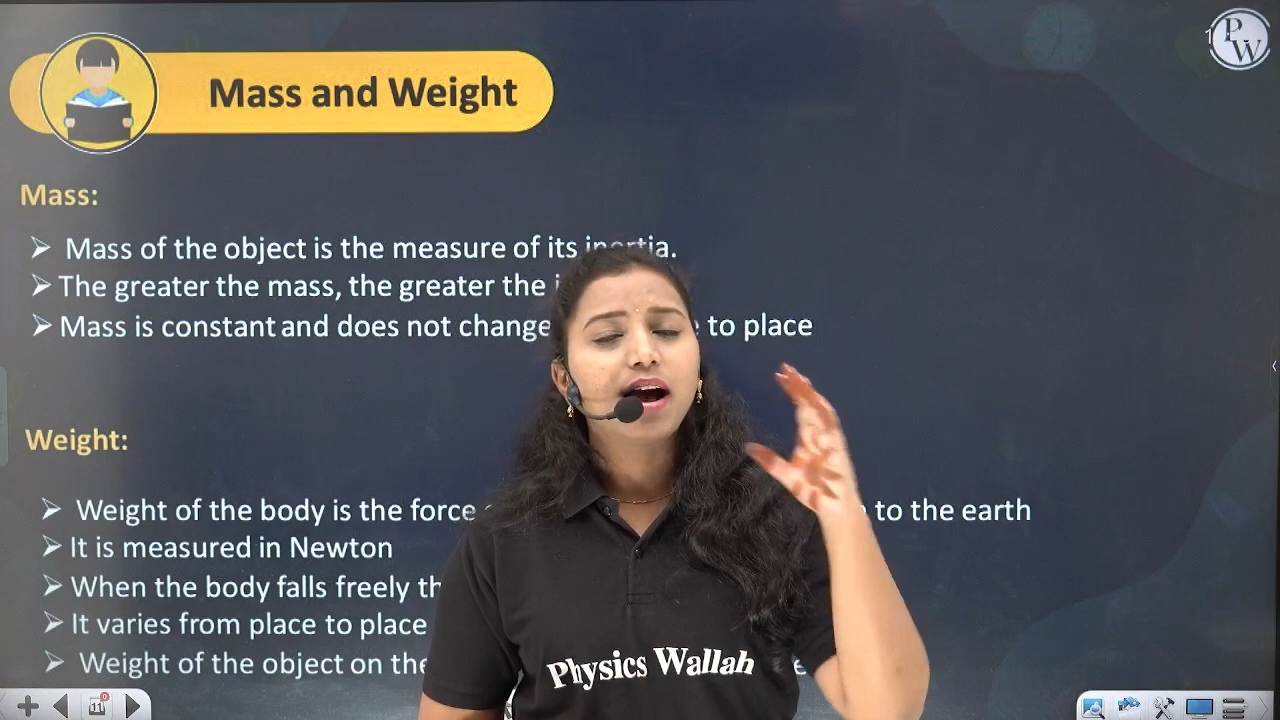 Mass and Weight
PW
Mass:
Mass of the object is the measure of its inertia.
The greater the mass, the greater the
Mass is constant and does not change to place
Weight:
Weight of the body is the force to the earth
It is measured in Newton
When the body falls freely
It varies from place to place
Weight of the object on the
Physics Wallah
11
0